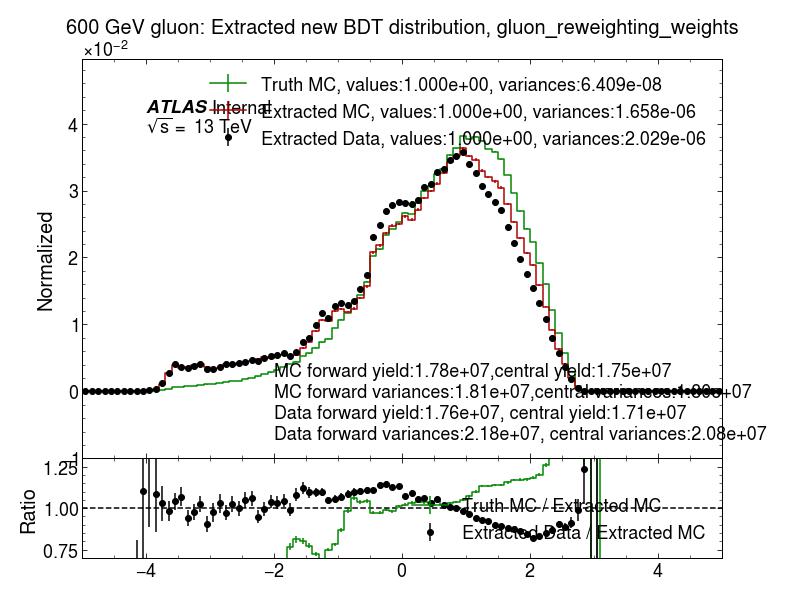 600 GeV gluon: Extracted new BDT distribution, gluon_reweighting_weights
×10⁻²
Truth MC, values:1.000e+00, variances:6.409e-08
ATLAS Internal
Extracted MC, values:1.000e+00, variances:1.658e-06
√s = 13 TeV
Extracted Data, values:1.000e+00, variances:2.029e-06
Normalized
4
3
2
1
0
MC forward yield:1.78e+07,central yield:1.75e+07
MC forward variances:1.81e+07,central variances: e+07
Data forward yield:1.76e+07, central yield:1.71e+07
Data forward variances:2.18e+07, central variances:2.08e+07
Ratio
1.25
1.00
0.75
Truth MC / Extracted MC
Extracted Data / Extracted MC
−4 −2 0 2 4